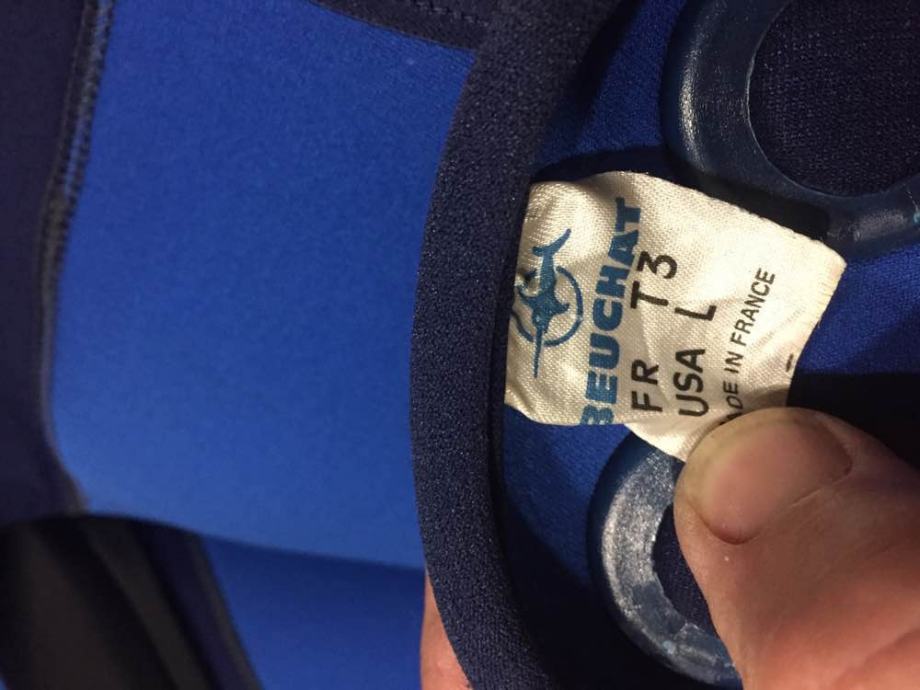 BEUCHAT
FR T3
USA L
ADE IN FRANCE